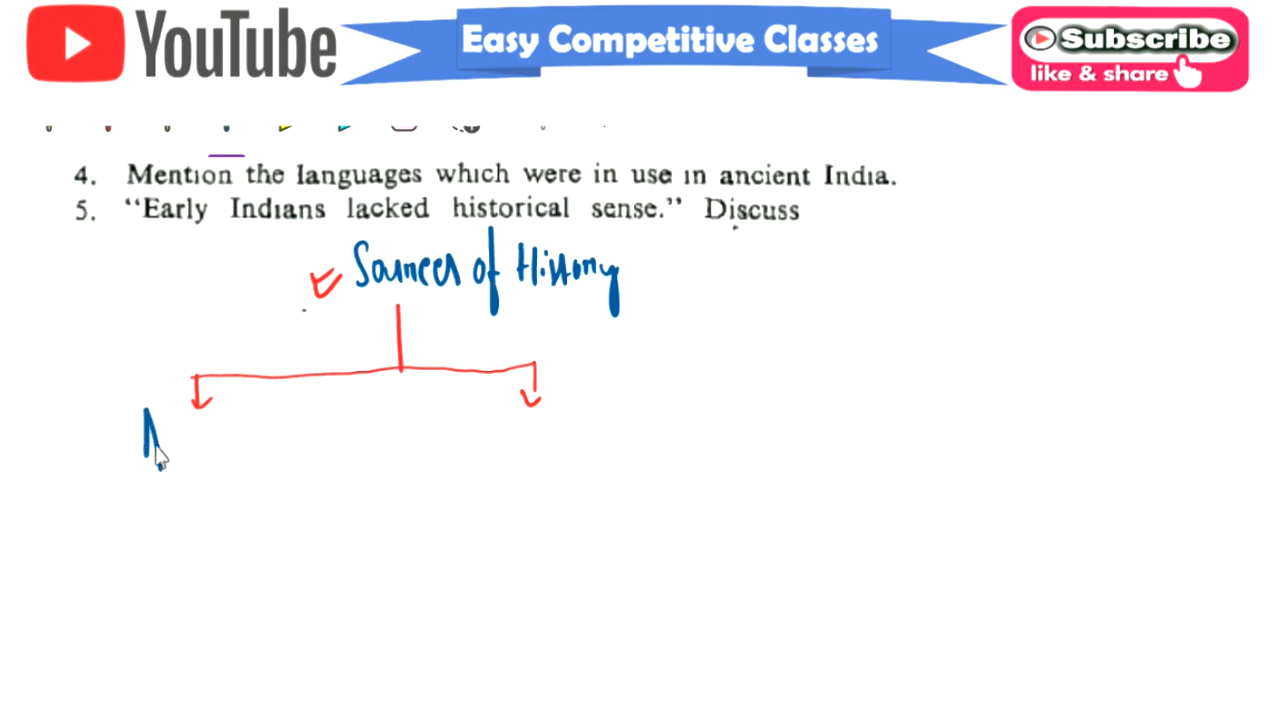 YouTube
Easy Competitive Classes
Subscribe
like & share
4. Mention the languages which were in use in ancient India.
5. "Early Indians lacked historical sense." Discuss
Sources of History